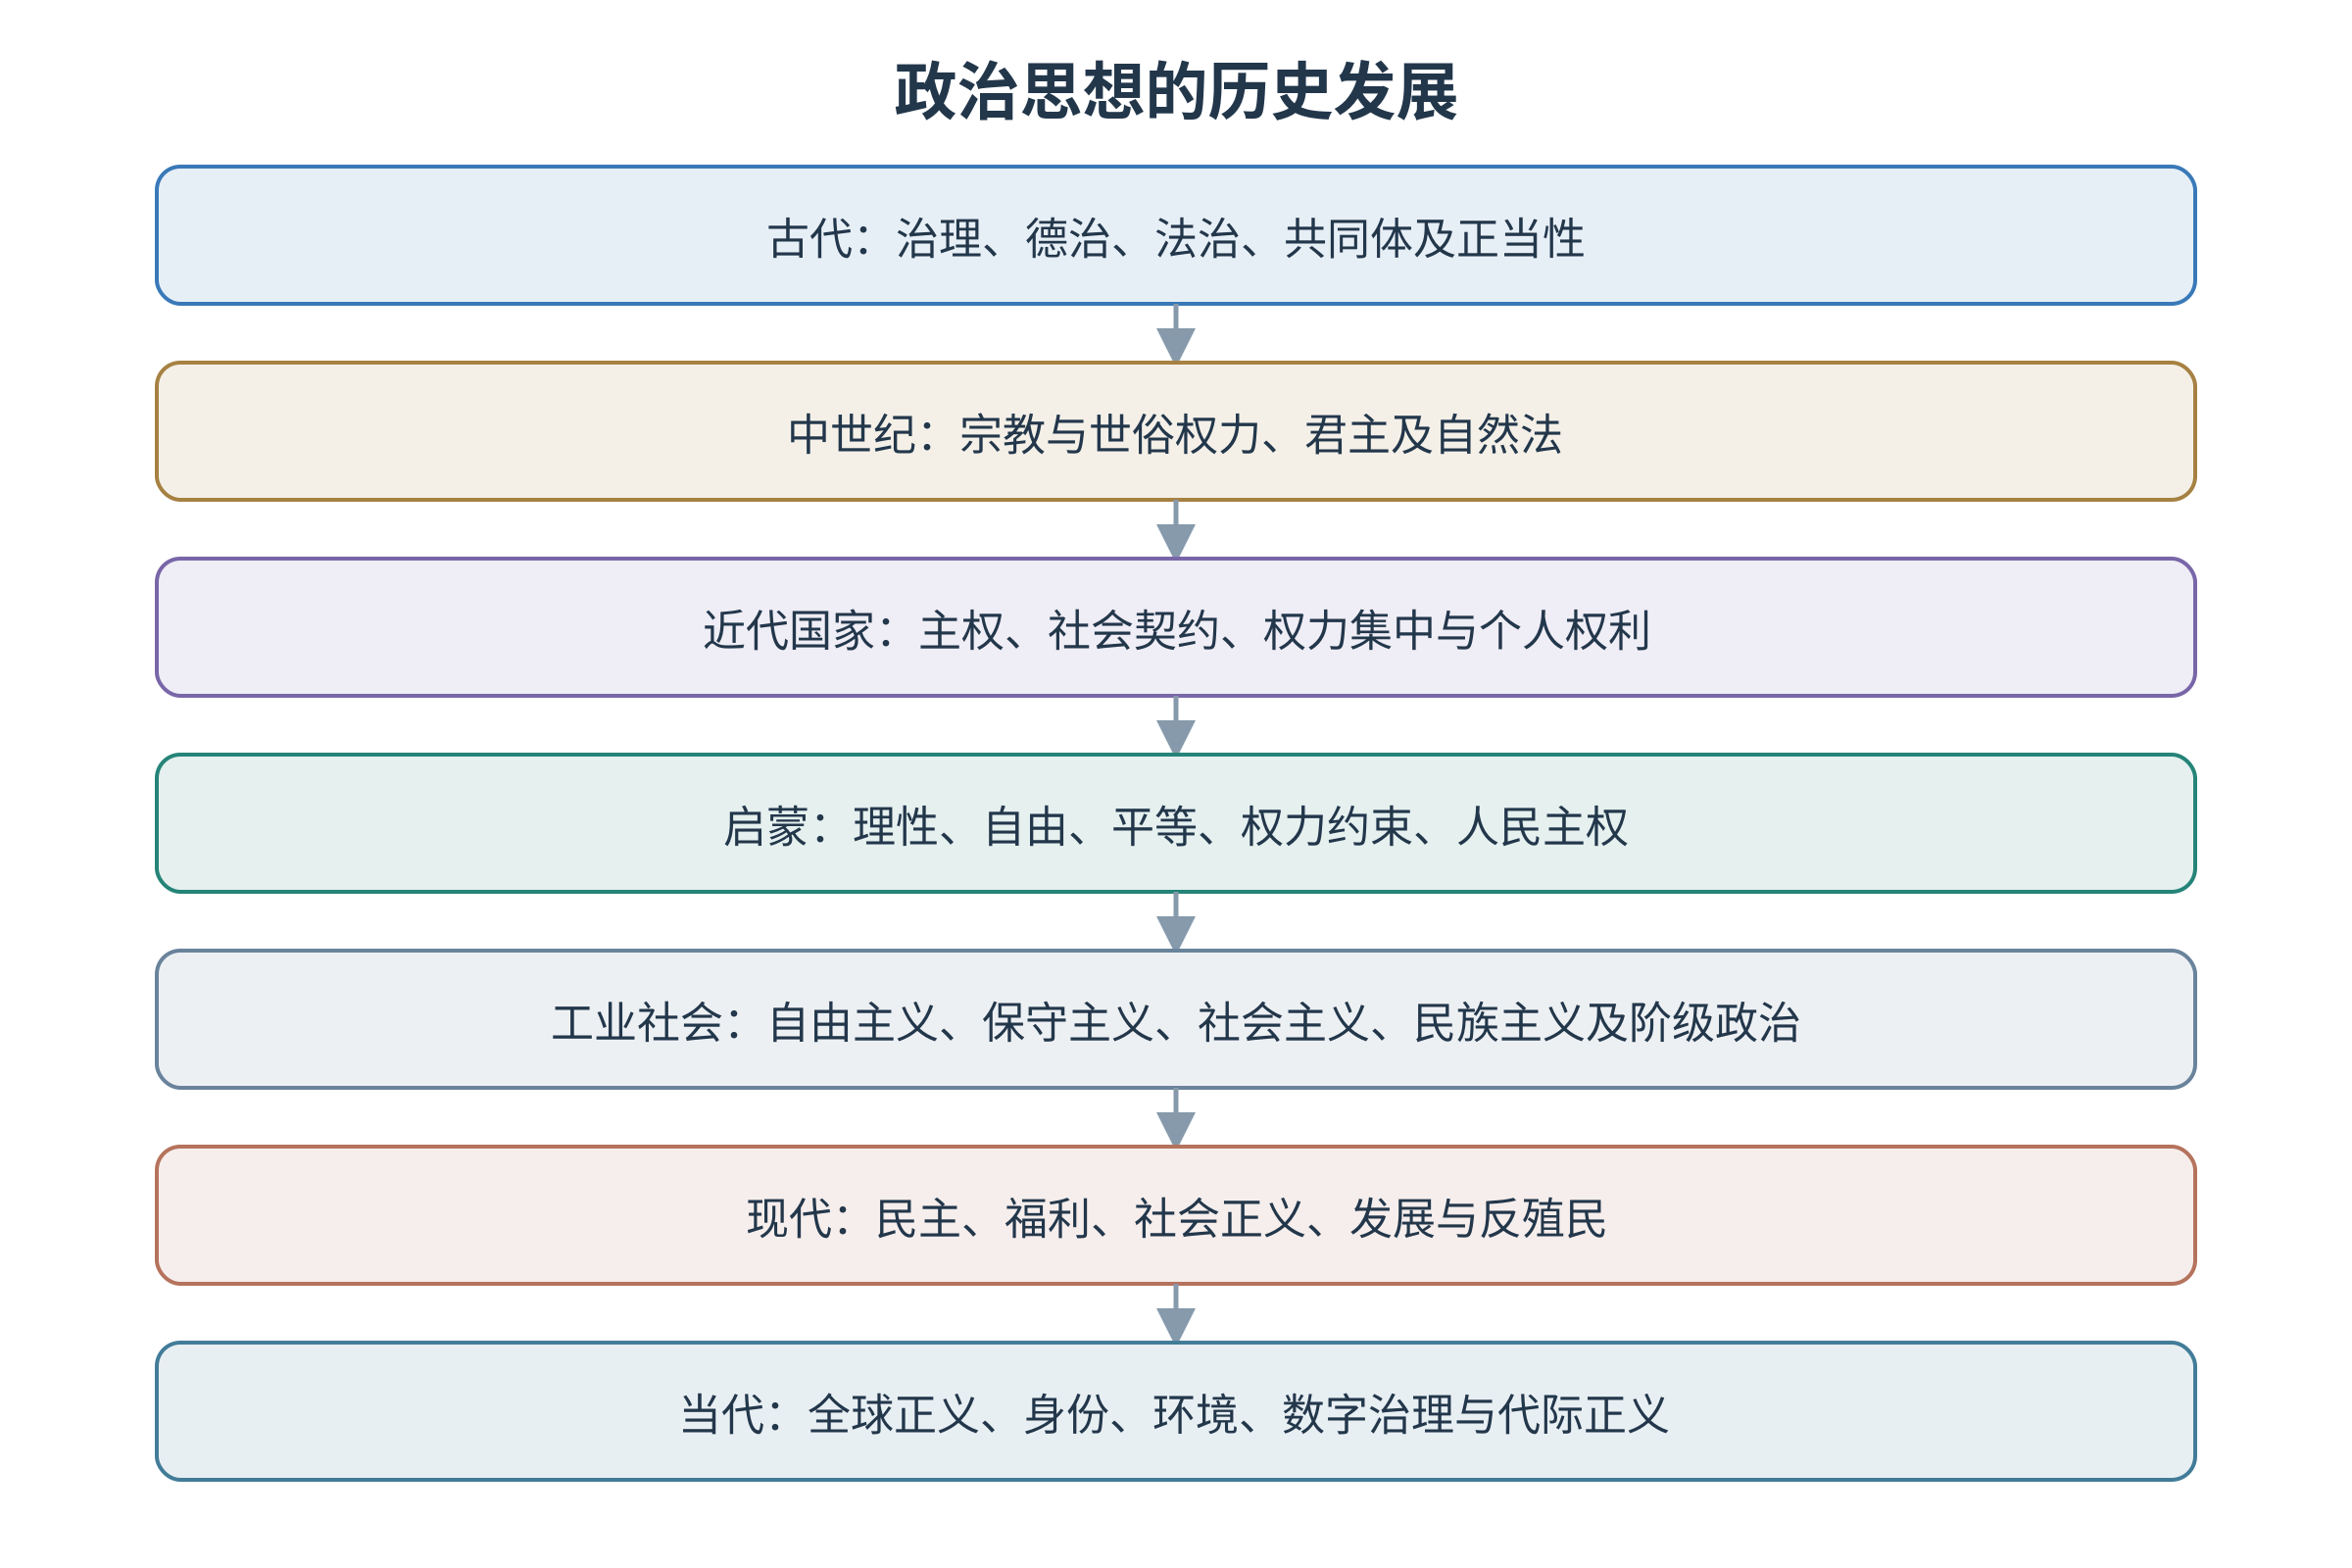 政治思想的历史发展
古代：治理、德治、法治、共同体及正当性
中世纪：宗教与世俗权力、君主及自然法
近代国家：主权、社会契约、权力集中与个人权利
启蒙：理性、自由、平等、权力约束、人民主权
工业社会：自由主义、保守主义、社会主义、民族主义及阶级政治
现代：民主、福利、社会正义、发展与反殖民
当代：全球正义、身份、环境、数字治理与代际正义